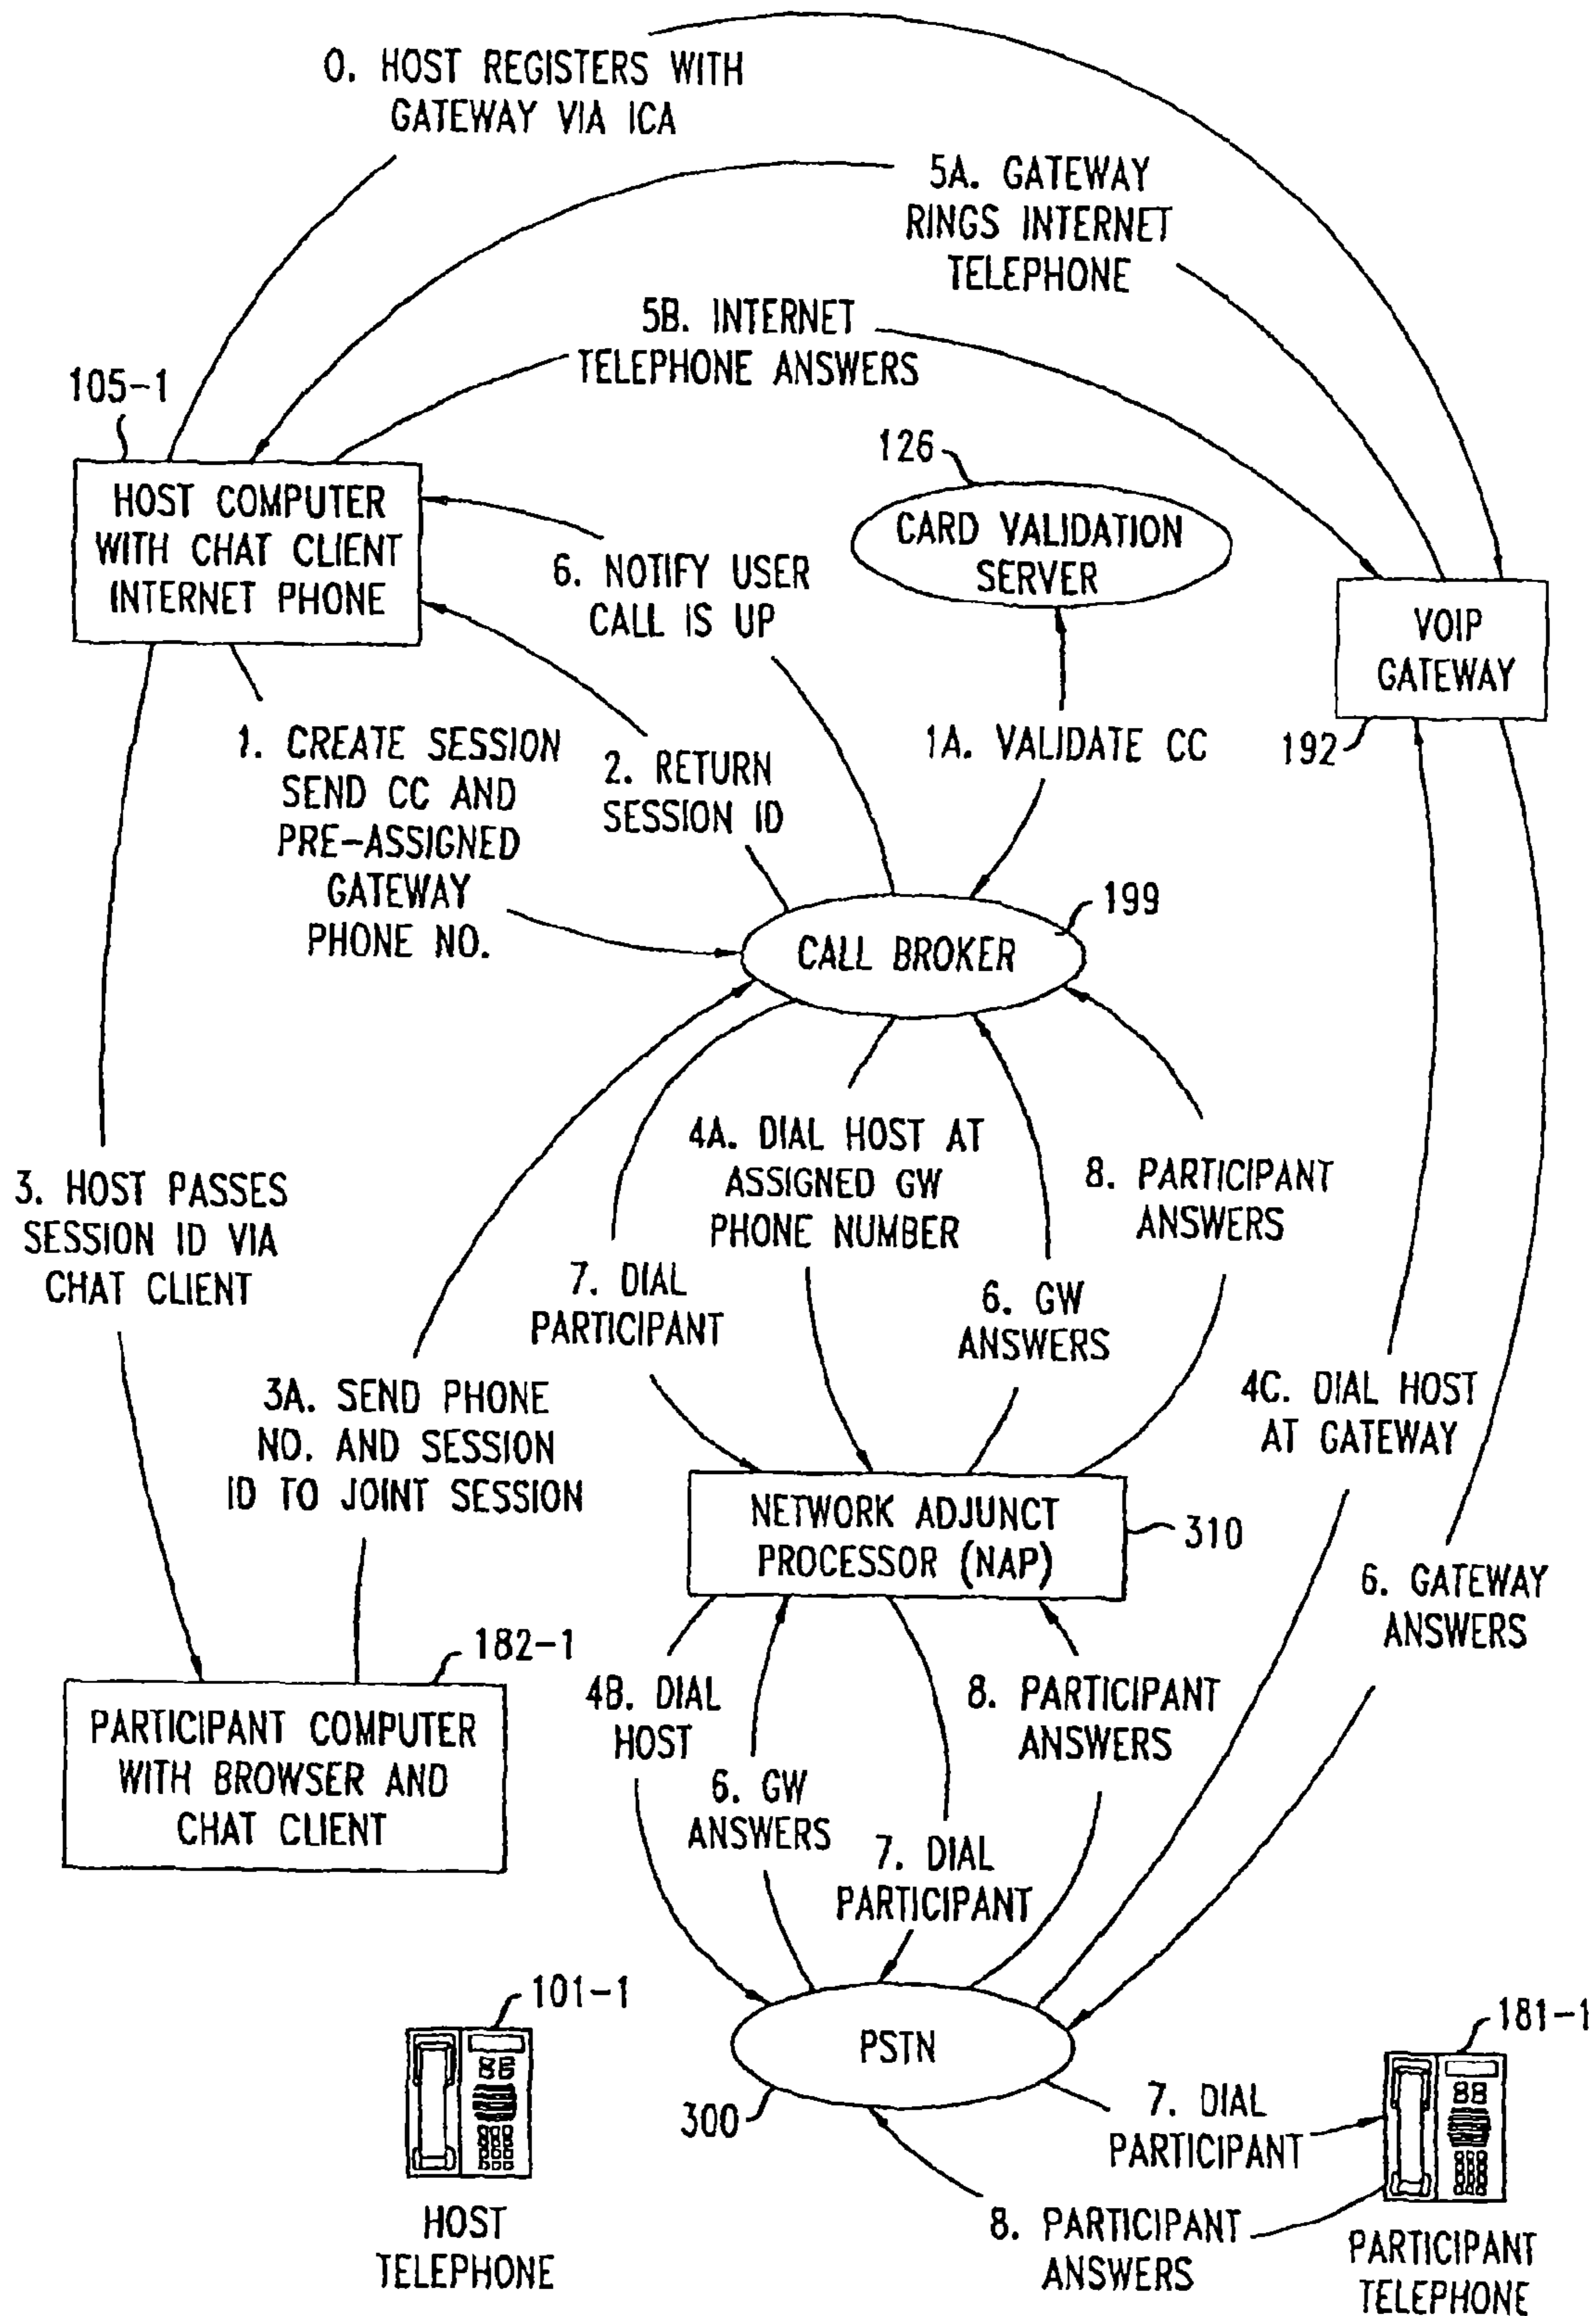 0. HOST REGISTERS WITH
GATEWAY VIA ICA
5A. GATEWAY
RINGS INTERNET
TELEPHONE
5B. INTERNET
TELEPHONE ANSWERS
105-1
HOST COMPUTER
WITH CHAT CLIENT
INTERNET PHONE
126
CARD VALIDATION
SERVER
6. NOTIFY USER
CALL IS UP
VOIP
GATEWAY
192
1. CREATE SESSION
SEND CC AND
PRE-ASSIGNED
GATEWAY
PHONE NO.
2. RETURN
SESSION ID
1A. VALIDATE CC
199
CALL BROKER
3. HOST PASSES
SESSION ID VIA
CHAT CLIENT
4A. DIAL HOST AT
ASSIGNED GW
PHONE NUMBER
8. PARTICIPANT
ANSWERS
7. DIAL
PARTICIPANT
6. GW
ANSWERS
3A. SEND PHONE
NO. AND SESSION
ID TO JOINT SESSION
4C. DIAL HOST
AT GATEWAY
NETWORK ADJUNCT
PROCESSOR (NAP)
310
6. GATEWAY
ANSWERS
182-1
PARTICIPANT COMPUTER
WITH BROWSER AND
CHAT CLIENT
4B. DIAL
HOST
8. PARTICIPANT
ANSWERS
6. GW
ANSWERS
7. DIAL
PARTICIPANT
101-1
HOST
TELEPHONE
PSTN
300
181-1
7. DIAL
PARTICIPANT
8. PARTICIPANT
ANSWERS
PARTICIPANT
TELEPHONE